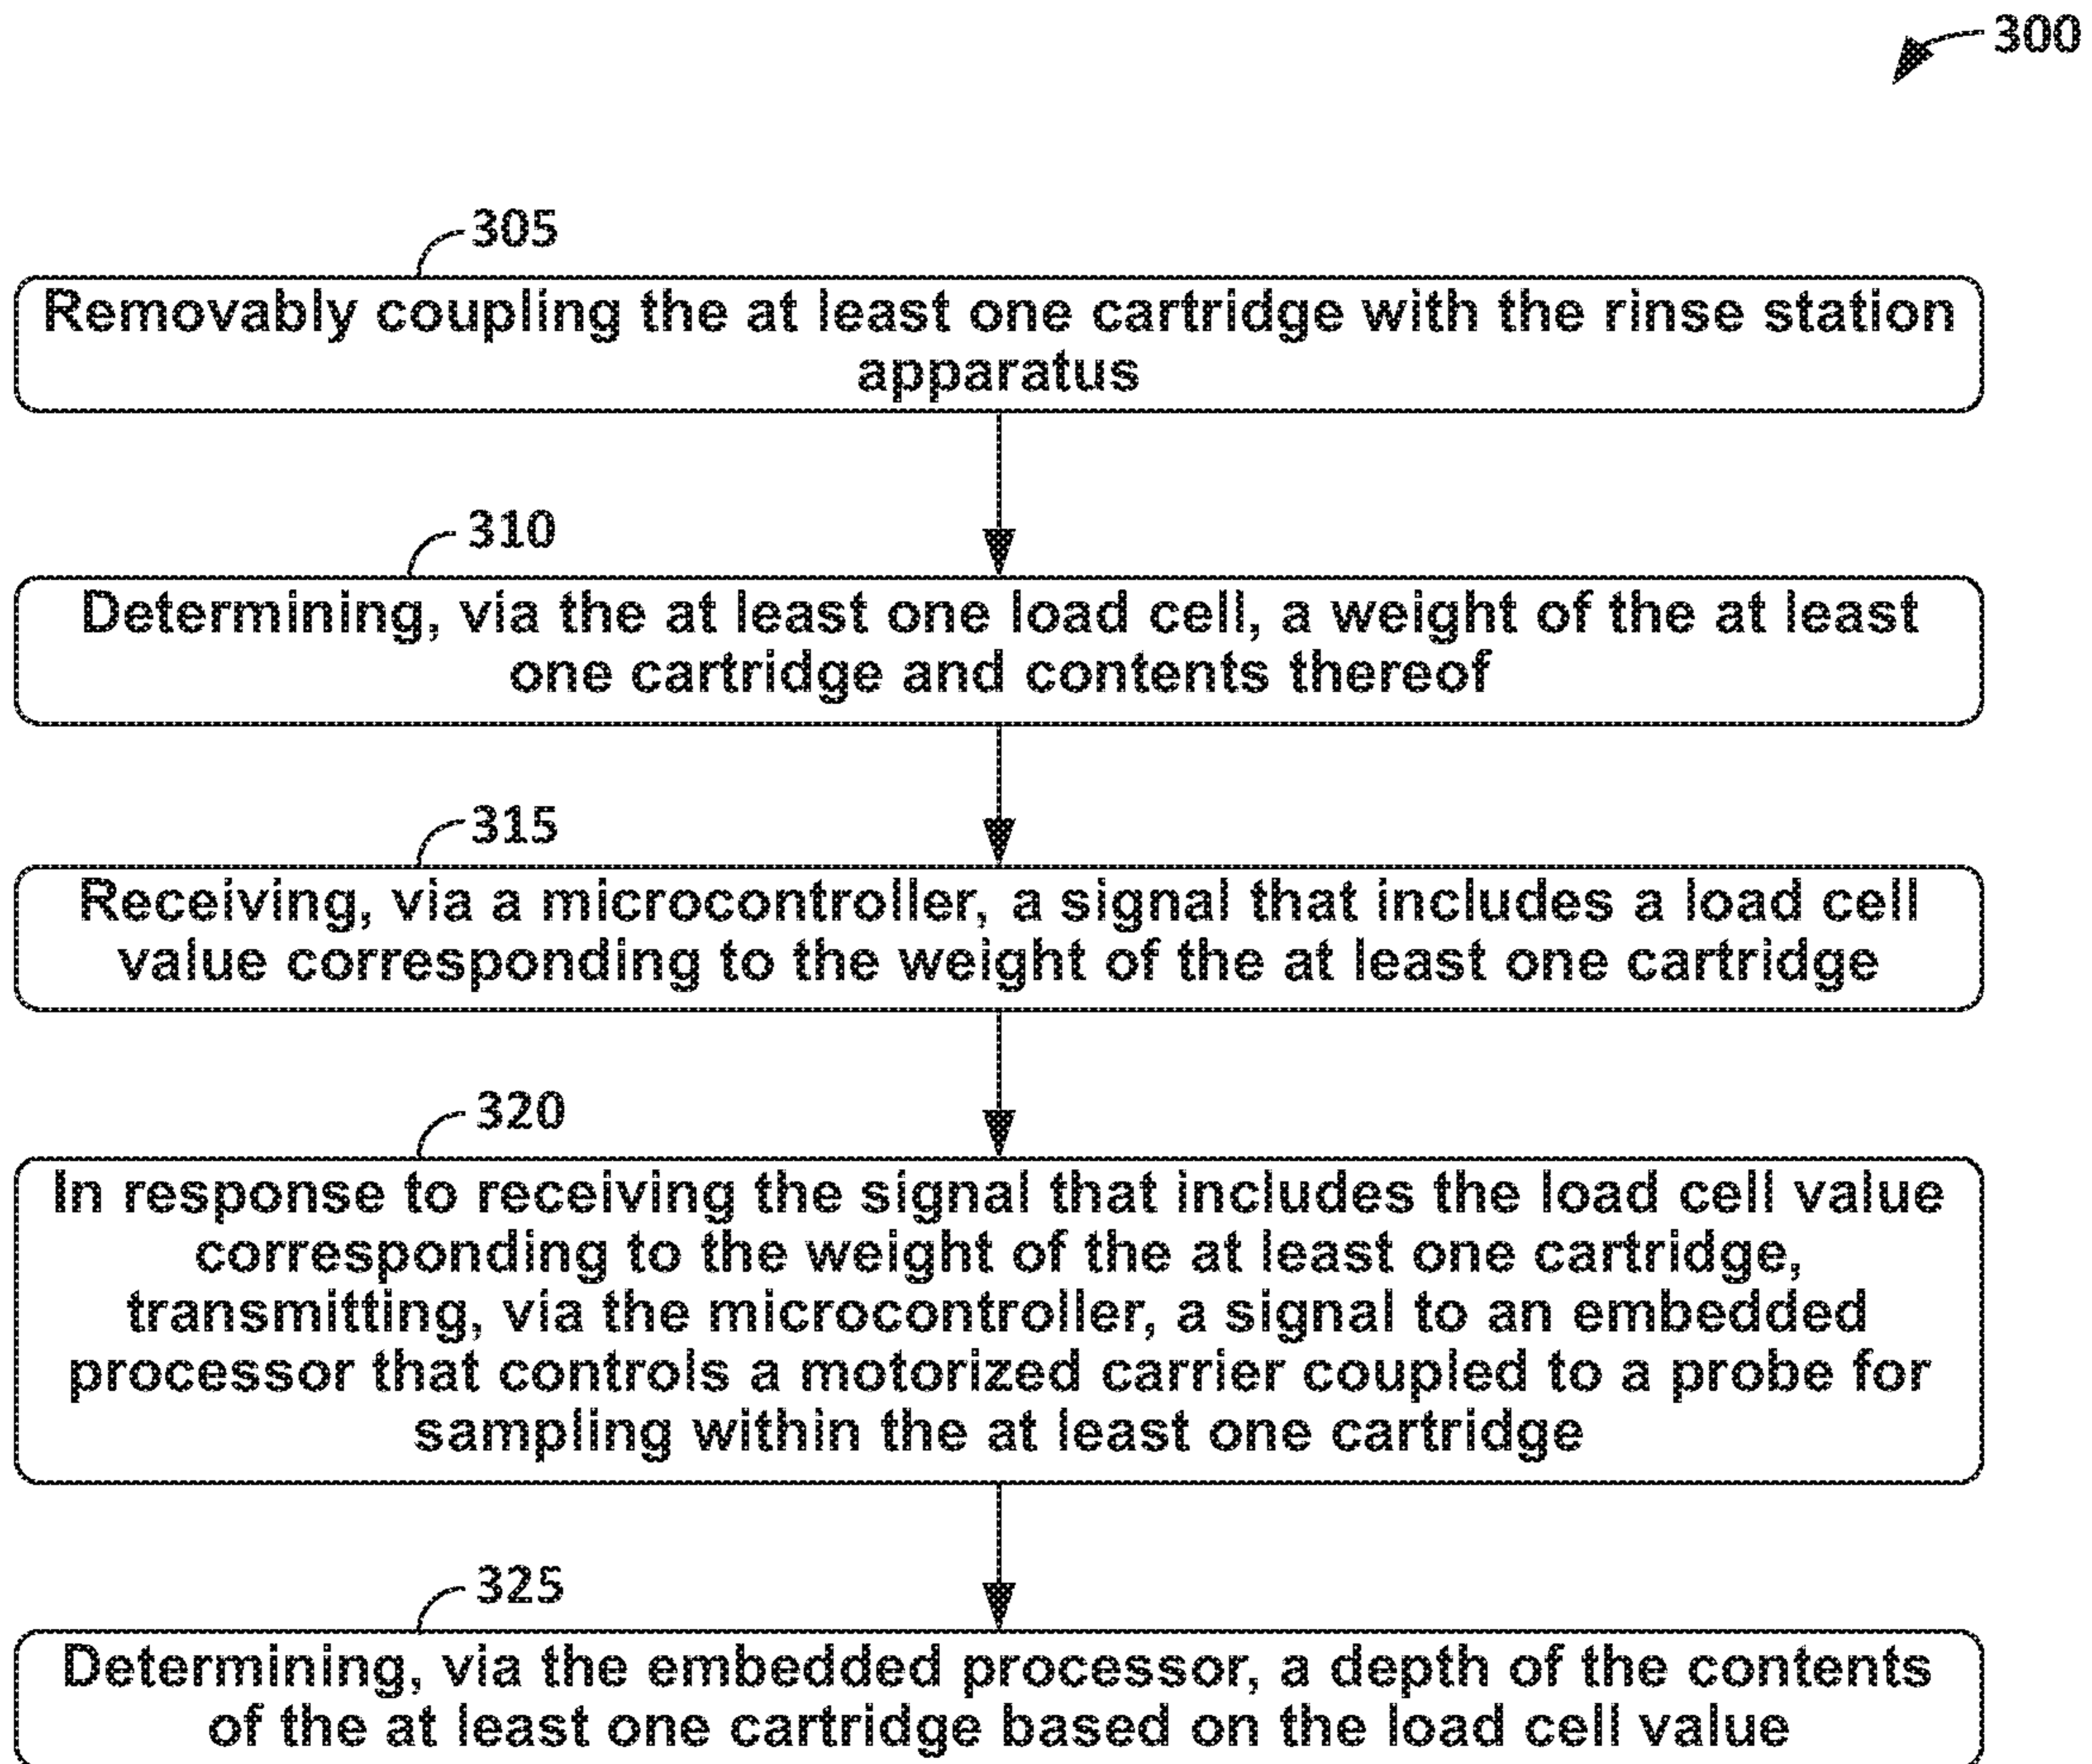 300
305
Removably coupling the at least one cartridge with the rinse station
apparatus
310
Determining, via the at least one load cell, a weight of the at least
one cartridge and contents thereof
315
Receiving, via a microcontroller, a signal that includes a load cell
value corresponding to the weight of the at least one cartridge
320
In response to receiving the signal that includes the load cell value
corresponding to the weight of the at least one cartridge,
transmitting, via the microcontroller, a signal to an embedded
processor that controls a motorized carrier coupled to a probe for
sampling within the at least one cartridge
325
Determining, via the embedded processor, a depth of the contents
of the at least one cartridge based on the load cell value